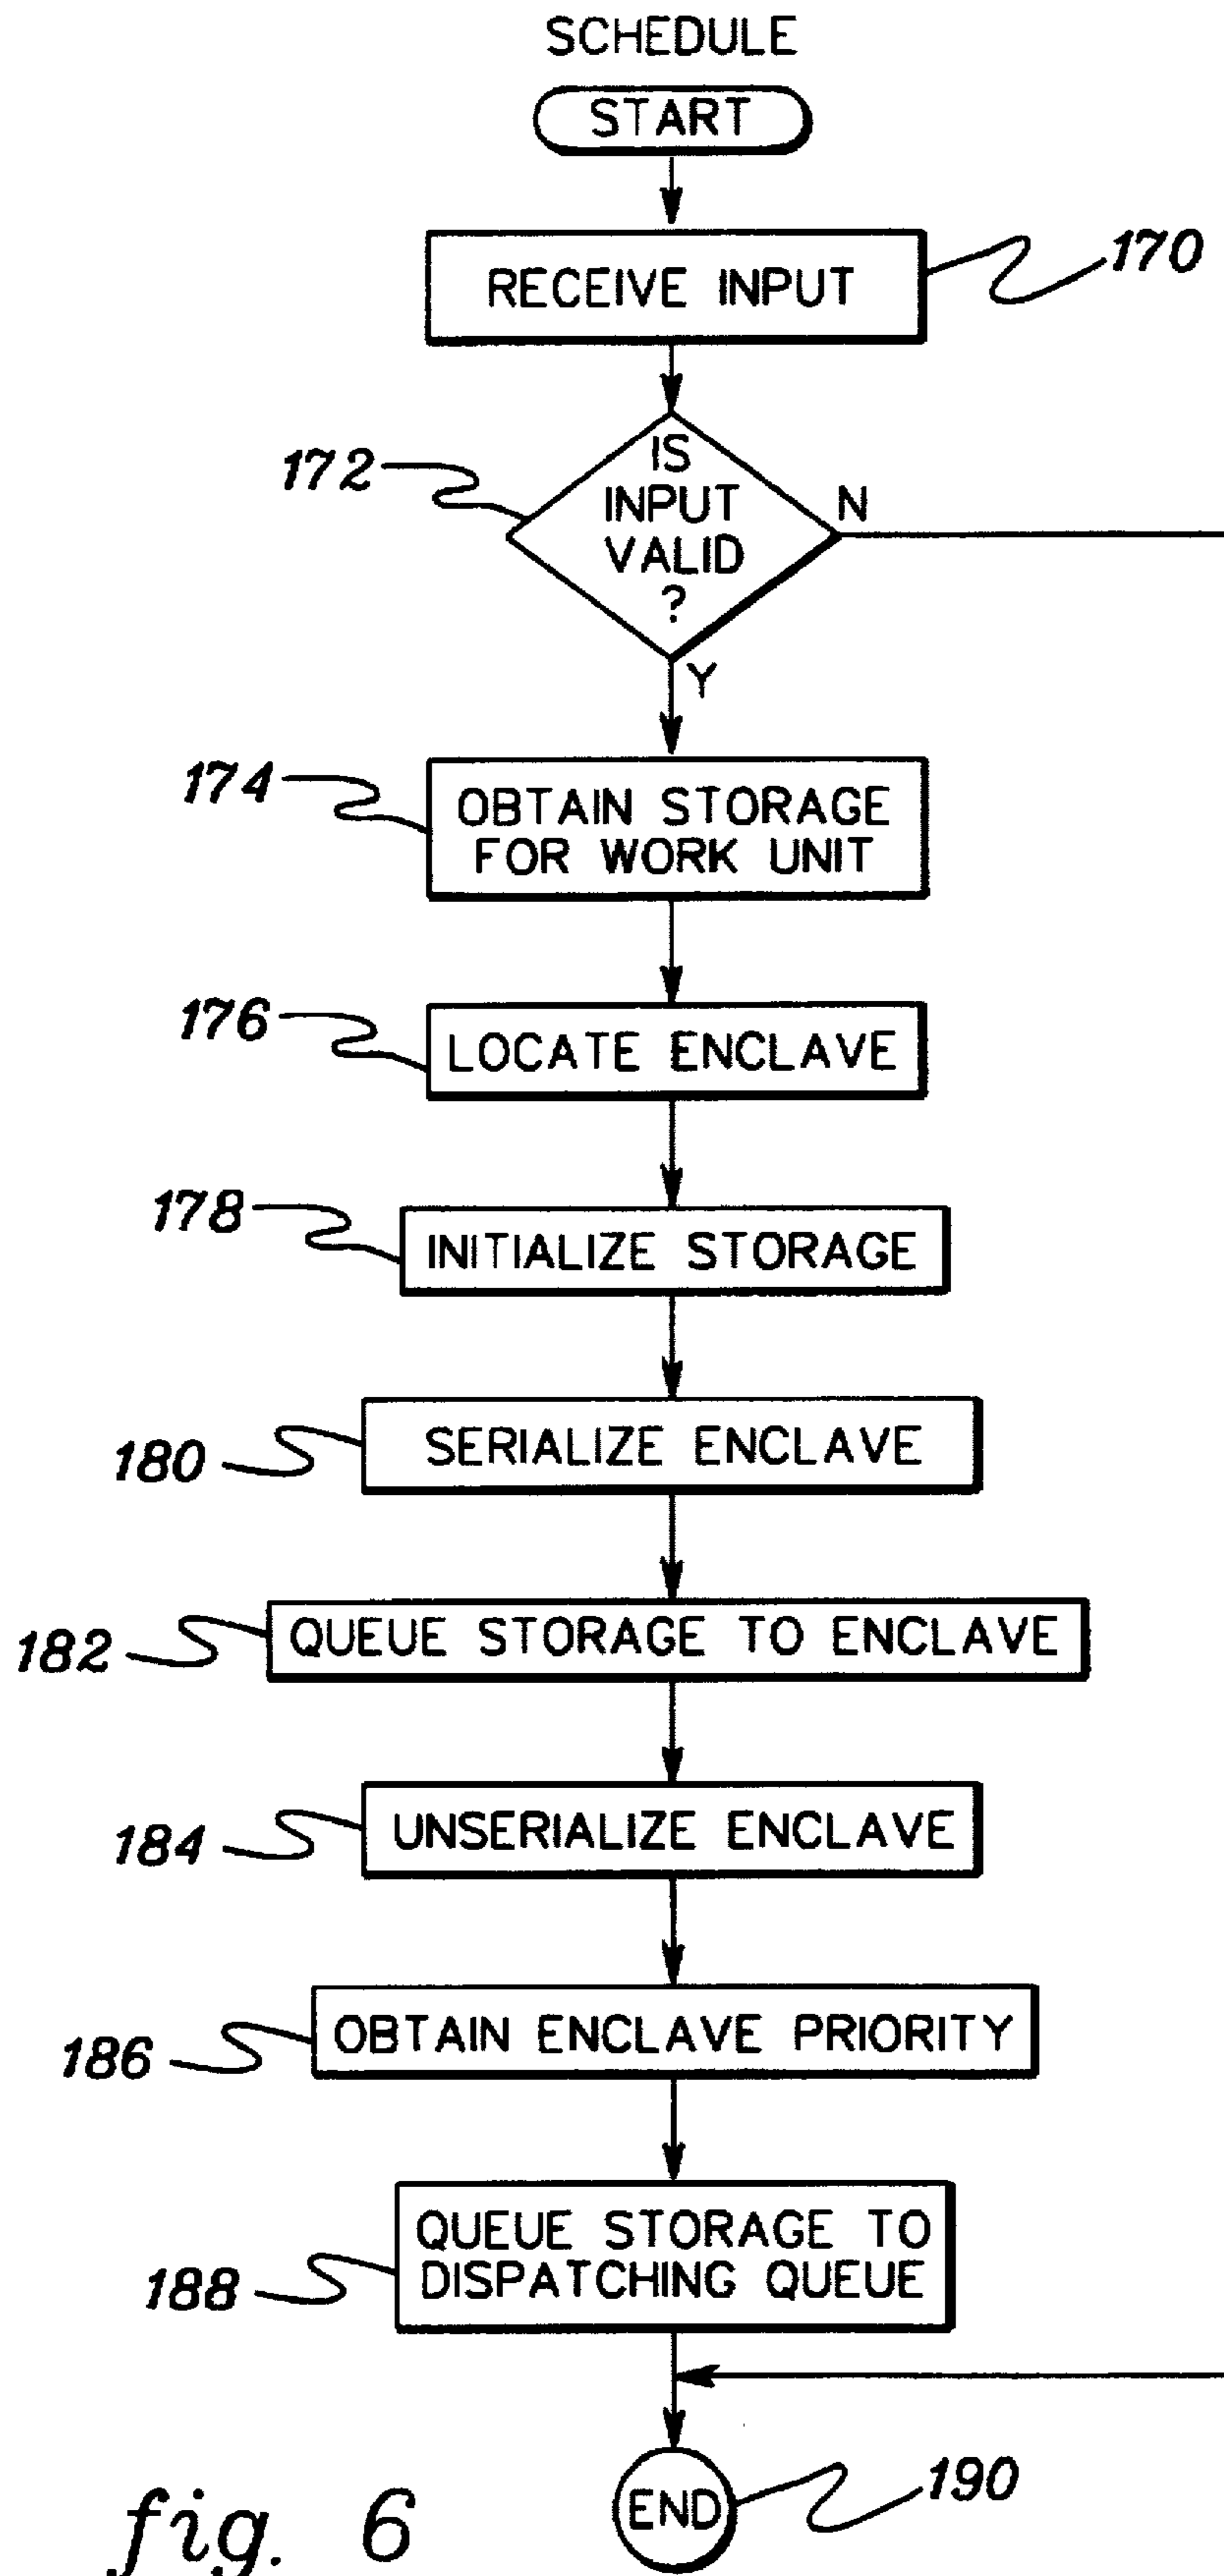 SCHEDULE
START
RECEIVE INPUT
170
172
IS
INPUT
VALID
?
N
Y
174
OBTAIN STORAGE
FOR WORK UNIT
176
LOCATE ENCLAVE
178
INITIALIZE STORAGE
180
SERIALIZE ENCLAVE
182
QUEUE STORAGE TO ENCLAVE
184
UNSERIALIZE ENCLAVE
186
OBTAIN ENCLAVE PRIORITY
188
QUEUE STORAGE TO
DISPATCHING QUEUE
END
190
fig. 6